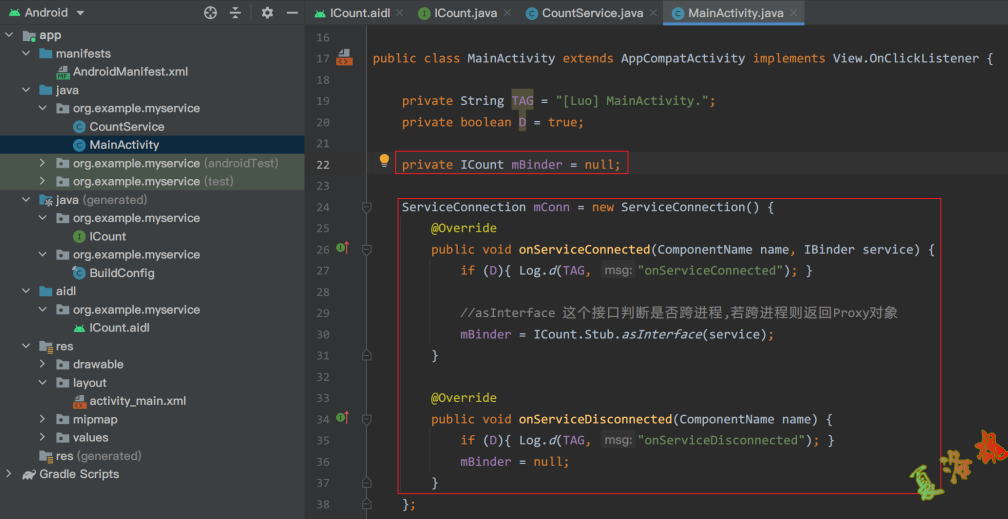 Android
ICount.aidl
ICount.java
CountService.java
MainActivity.java
app
manifests
AndroidManifest.xml
java
org.example.myservice
CountService
MainActivity
org.example.myservice (androidTest)
org.example.myservice (test)
java (generated)
org.example.myservice
ICount
org.example.myservice
BuildConfig
aidl
org.example.myservice
ICount.aidl
res
drawable
layout
activity_main.xml
mipmap
values
res (generated)
Gradle Scripts
16
17 public class MainActivity extends AppCompatActivity implements View.OnClickListener {
18
19 private String TAG = "[Luo] MainActivity.";
20 private boolean D = true;
21
22 private ICount mBinder = null;
23
24 ServiceConnection mConn = new ServiceConnection() {
25 @Override
26 public void onServiceConnected(ComponentName name, IBinder service) {
27 if (D){ Log.d(TAG, msg: "onServiceConnected"); }
28
29 //asInterface 这个接口判断是否跨进程,若跨进程则返回Proxy对象
30 mBinder = ICount.Stub.asInterface(service);
31 }
32
33 @Override
34 public void onServiceDisconnected(ComponentName name) {
35 if (D){ Log.d(TAG, msg: "onServiceDisconnected"); }
36 mBinder = null;
37 }
38 };